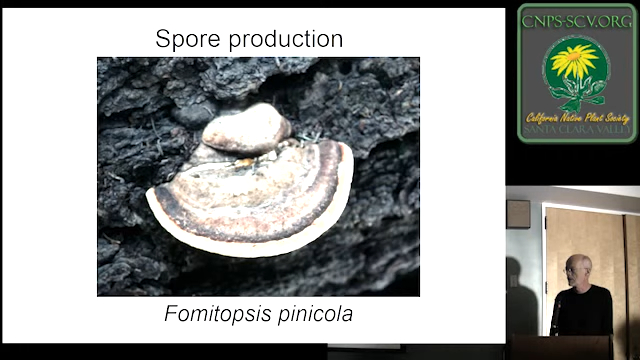 Spore production
Fomitopsis pinicola
CNPS-SCV.ORG
California Native Plant Society
SANTA CLARA VALLEY